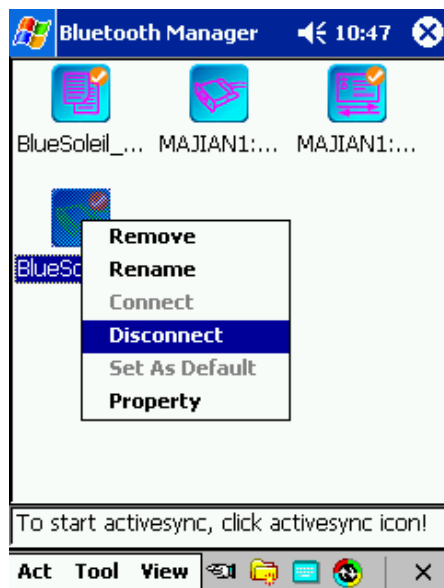 Bluetooth Manager 10:47
BlueSoleil_... MAJIAN1:... MAJIAN1:...
BlueSc
Remove
Rename
Connect
Disconnect
Set As Default
Property
To start activesync, click activesync icon!
Act Tool View